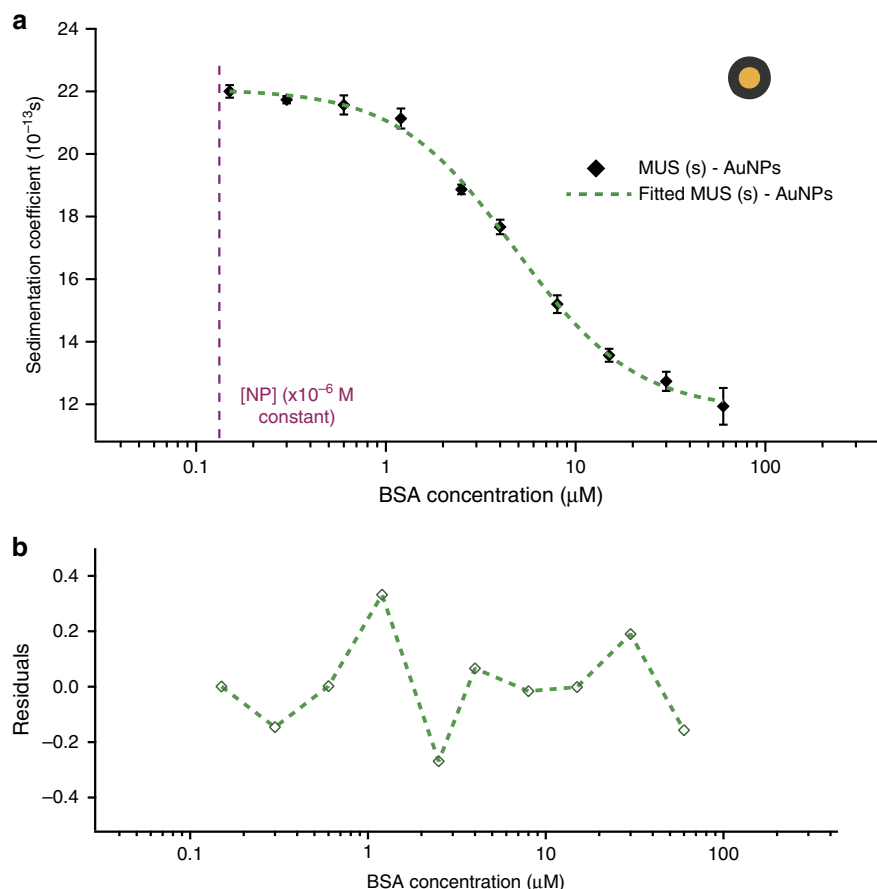 a
24
22
20
18
16
14
12
Sedimentation coefficient (10⁻¹³s)
MUS (s) - AuNPs
Fitted MUS (s) - AuNPs
[NP] (x10⁻⁶ M
constant)
0.1
1
10
100
BSA concentration (μM)
b
0.4
0.2
0.0
−0.2
−0.4
Residuals
0.1
1
10
100
BSA concentration (μM)